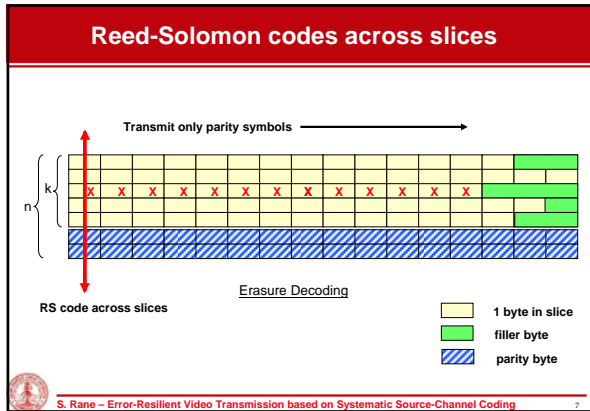 Reed-Solomon codes across slices
Transmit only parity symbols
n
k
X X X X X X X X X X X X X
RS code across slices
Erasure Decoding
1 byte in slice
filler byte
parity byte
S. Rane – Error-Resilient Video Transmission based on Systematic Source-Channel Coding 7